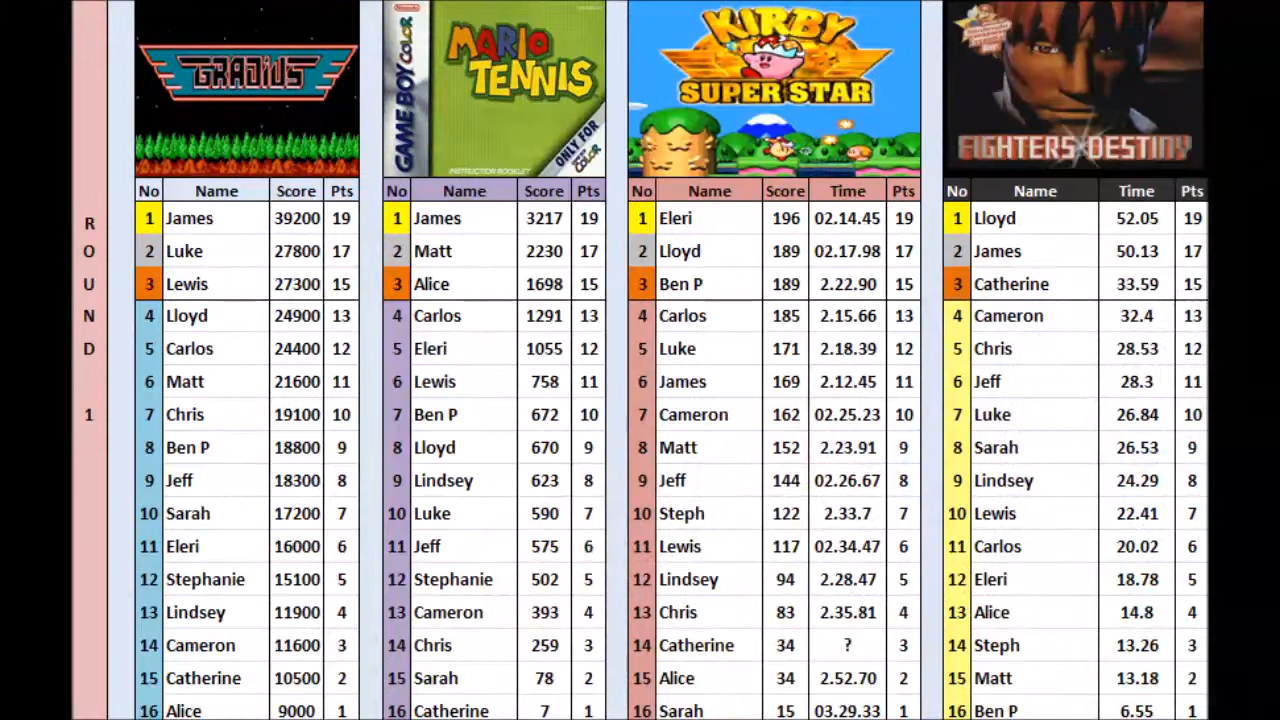 GRADIUS
Nintendo
GAME BOY COLOR
MARIO
TENNIS
ONLY FOR
GAME BOY
COLOR
INSTRUCTION BOOKLET
KIRBY
SUPER STAR
FIGHTERS DESTINY
ROUND 1
No Name Score Pts
1 James 39200 19
2 Luke 27800 17
3 Lewis 27300 15
4 Lloyd 24900 13
5 Carlos 24400 12
6 Matt 21600 11
7 Chris 19100 10
8 Ben P 18800 9
9 Jeff 18300 8
10 Sarah 17200 7
11 Eleri 16000 6
12 Stephanie 15100 5
13 Lindsey 11900 4
14 Cameron 11600 3
15 Catherine 10500 2
16 Alice 9000 1
No Name Score Pts
1 James 3217 19
2 Matt 2230 17
3 Alice 1698 15
4 Carlos 1291 13
5 Eleri 1055 12
6 Lewis 758 11
7 Ben P 672 10
8 Lloyd 670 9
9 Lindsey 623 8
10 Luke 590 7
11 Jeff 575 6
12 Stephanie 502 5
13 Cameron 393 4
14 Chris 259 3
15 Sarah 78 2
16 Catherine 7 1
No Name Score Time Pts
1 Eleri 196 02.14.45 19
2 Lloyd 189 02.17.98 17
3 Ben P 189 2.22.90 15
4 Carlos 185 2.15.66 13
5 Luke 171 2.18.39 12
6 James 169 2.12.45 11
7 Cameron 162 02.25.23 10
8 Matt 152 2.23.91 9
9 Jeff 144 02.26.67 8
10 Steph 122 2.33.7 7
11 Lewis 117 02.34.47 6
12 Lindsey 94 2.28.47 5
13 Chris 83 2.35.81 4
14 Catherine 34 ? 3
15 Alice 34 2.52.70 2
16 Sarah 15 03.29.33 1
No Name Time Pts
1 Lloyd 52.05 19
2 James 50.13 17
3 Catherine 33.59 15
4 Cameron 32.4 13
5 Chris 28.53 12
6 Jeff 28.3 11
7 Luke 26.84 10
8 Sarah 26.53 9
9 Lindsey 24.29 8
10 Lewis 22.41 7
11 Carlos 20.02 6
12 Eleri 18.78 5
13 Alice 14.8 4
14 Steph 13.26 3
15 Matt 13.18 2
16 Ben P 6.55 1